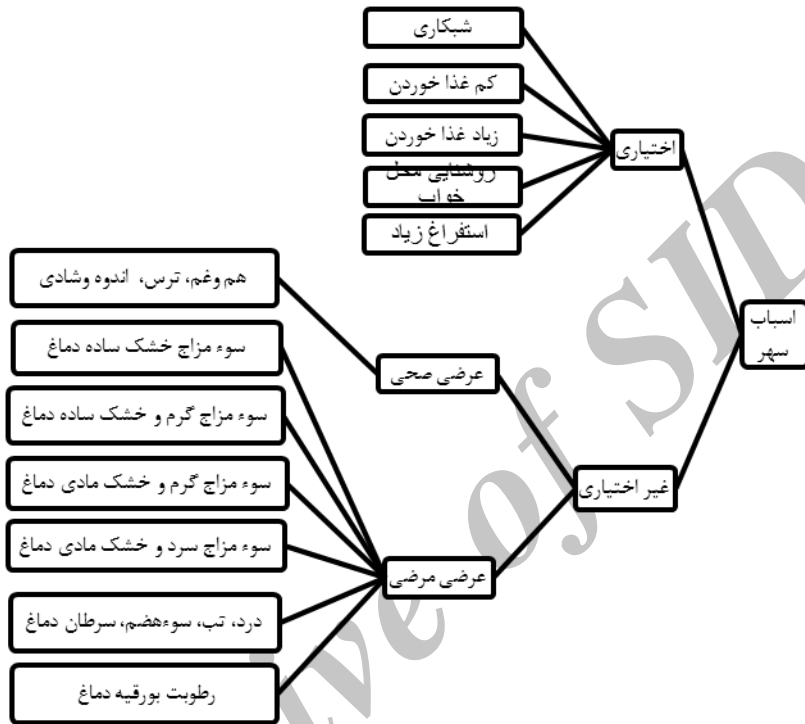 شبکاری
کم غذا خوردن
زیاد غذا خوردن
اختیاری
روشنایی محل
خواب
استفراغ زیاد
هم وغم، ترس، اندوه وشادی
اسباب
سهر
سوء مزاج خشک ساده دماغ
عرضی صحی
سوء مزاج گرم و خشک ساده دماغ
سوء مزاج گرم و خشک مادی دماغ
غیر اختیاری
سوء مزاج سرد و خشک مادی دماغ
عرضی مرضی
درد، تب، سوءهضم، سرطان دماغ
رطوبت بورقیه دماغ
ive of SID